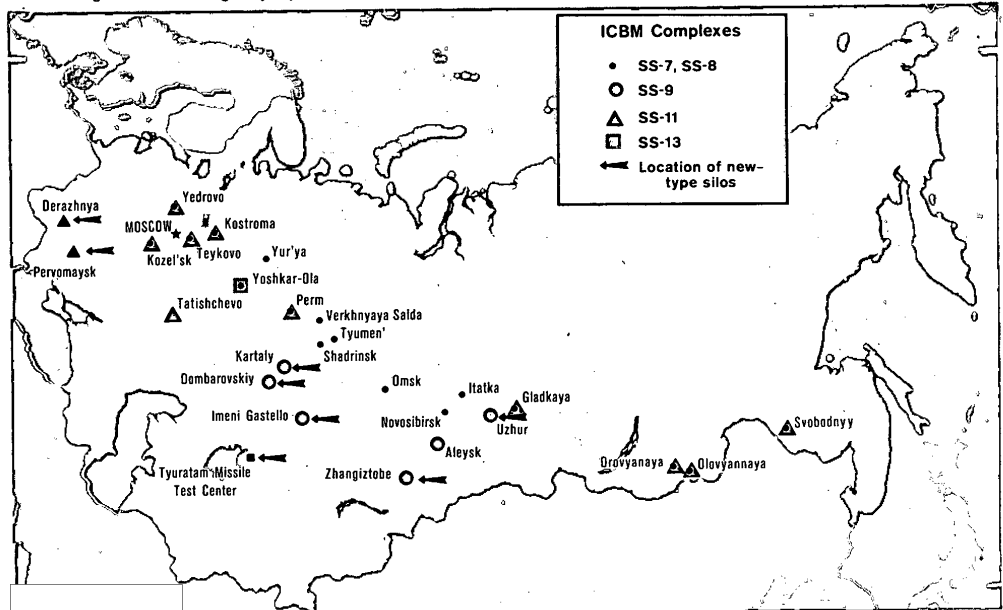 ICBM Complexes
SS-7, SS-8
SS-9
SS-11
SS-13
Location of new-
type silos
Derazhnya
Yedrovo
MOSCOW
Kostroma
Kozel'sk
Teykovo
Pervomaysk
Yur'ya
Yoshkar-Ola
Tatishchevo
Perm
Verkhnyaya Salda
Tyumen'
Shadrinsk
Kartaly
Dombarovskiy
Omsk
Itatka
Gladkaya
Imeni Gastello
Novosibirsk
Uzhur
Svobodnyy
Aleysk
Tyuratam Missile
Test Center
Zhangiztobe
Drovyanaya
Olovyannaya